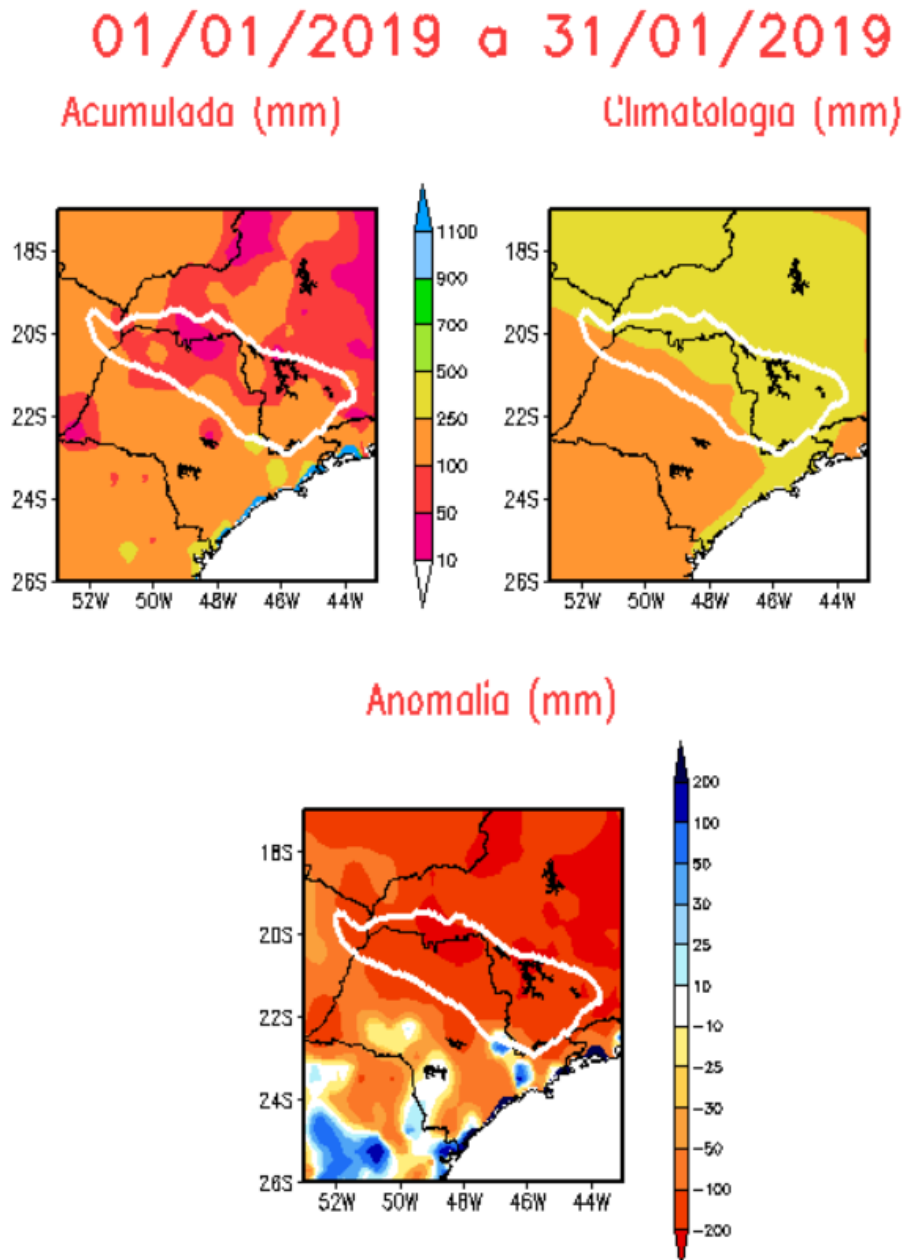 01/01/2019 a 31/01/2019
Acumulada (mm)
Climatologia (mm)
18S
20S
22S
24S
26S
52W 50W 48W 46W 44W
1100
900
700
500
250
100
50
10
18S
20S
22S
24S
26S
52W 50W 48W 46W 44W
Anomalia (mm)
18S
20S
22S
24S
26S
52W 50W 48W 46W 44W
200
100
50
30
25
10
-10
-25
-30
-50
-100
-200